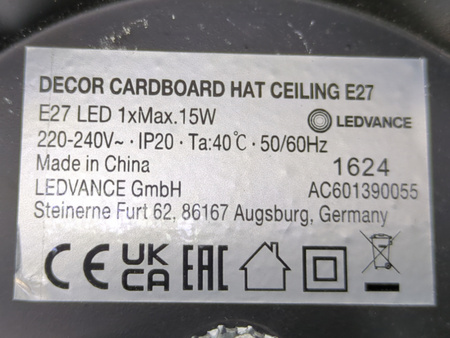 DECOR CARDBOARD HAT CEILING E27
E27 LED 1xMax.15W
LEDVANCE
220-240V~ · IP20 · Ta:40℃ · 50/60Hz
Made in China
1624
LEDVANCE GmbH
AC601390055
Steinerne Furt 62, 86167 Augsburg, Germany
CE UK CA EAC